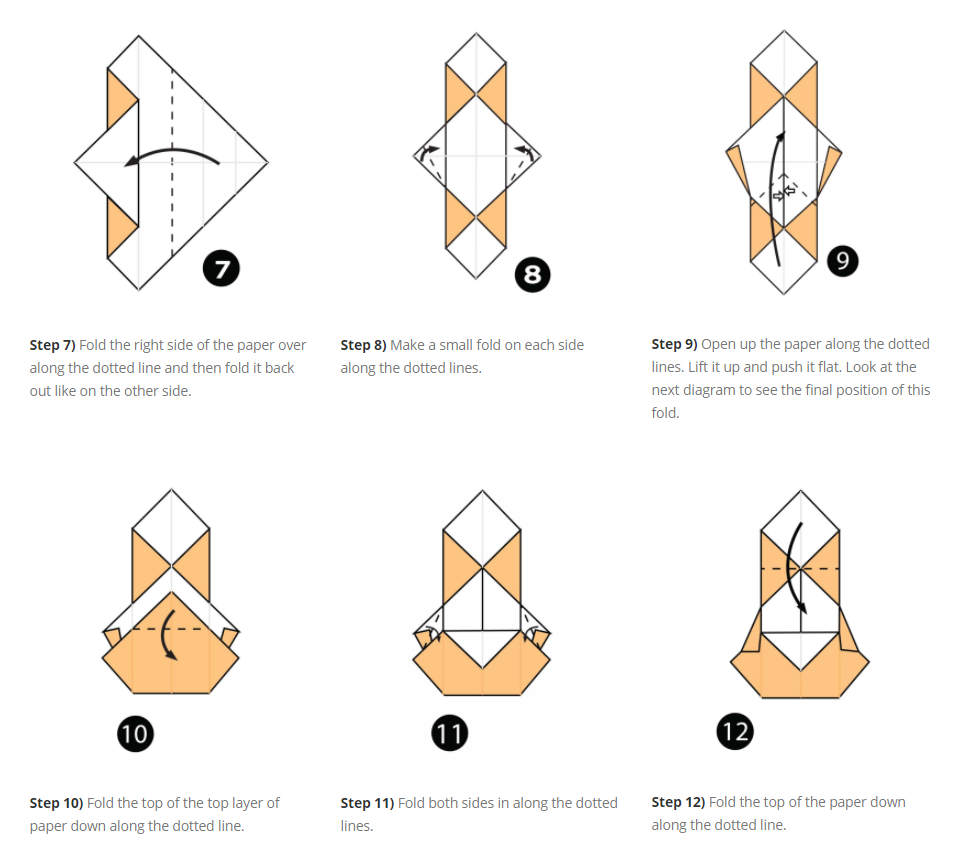 7
8
9
Step 7) Fold the right side of the paper over
along the dotted line and then fold it back
out like on the other side.
Step 8) Make a small fold on each side
along the dotted lines.
Step 9) Open up the paper along the dotted
lines. Lift it up and push it flat. Look at the
next diagram to see the final position of this
fold.
10
11
12
Step 10) Fold the top of the top layer of
paper down along the dotted line.
Step 11) Fold both sides in along the dotted
lines.
Step 12) Fold the top of the paper down
along the dotted line.